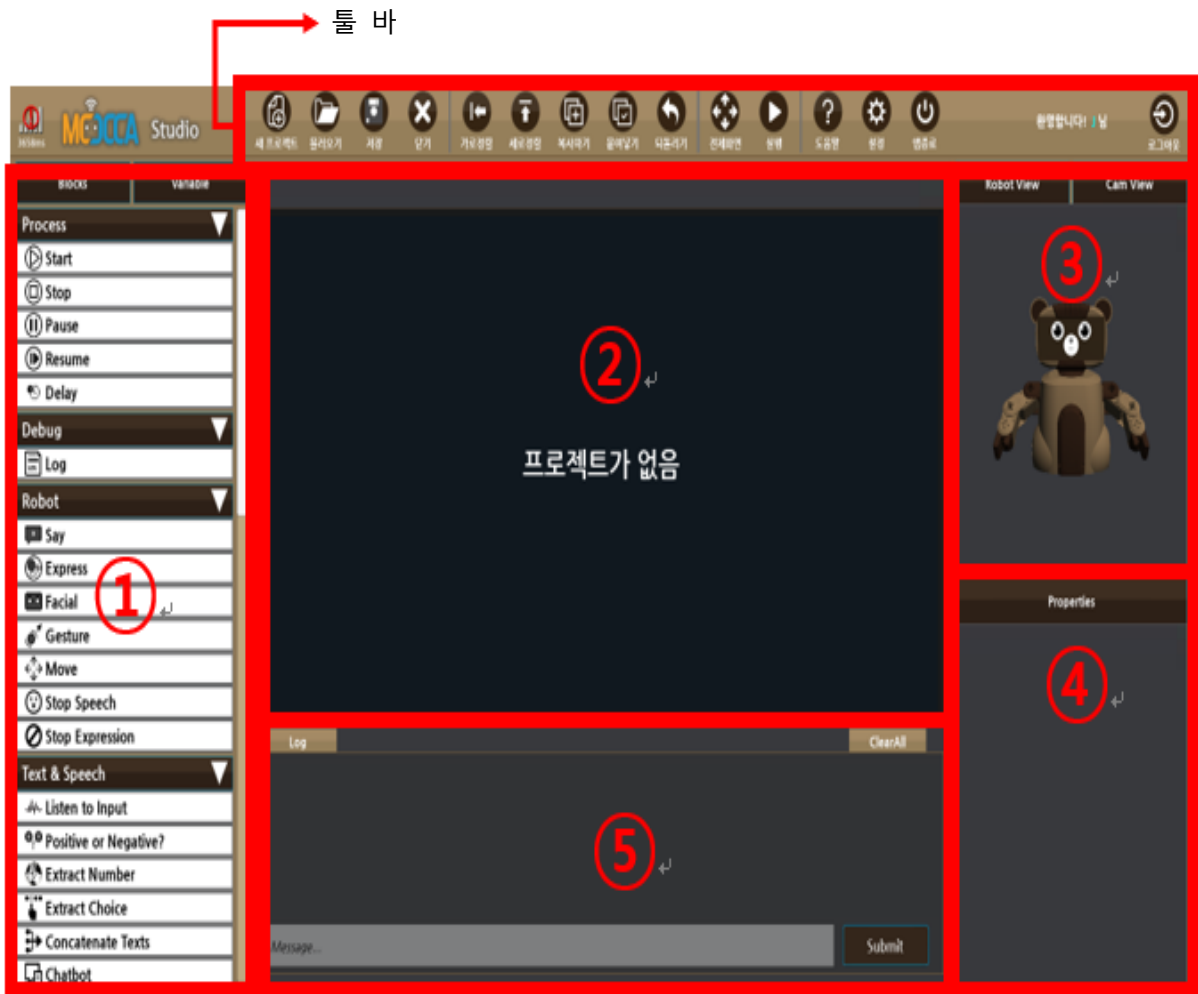 툴 바
MOOCCA Studio
새 프로젝트 불러오기 저장 닫기 가로정렬 세로정렬 복사하기 붙여넣기 되돌리기 전체화면 실행 도움말 설정 앱종료
환영합니다! 님
로그아웃
Blocks Variable
Process
Start
Stop
Pause
Resume
Delay
Debug
Log
Robot
Say
Express
Facial
Gesture
Move
Stop Speech
Stop Expression
Text & Speech
Listen to Input
Positive or Negative?
Extract Number
Extract Choice
Concatenate Texts
Chatbot
①
②
프로젝트가 없음
Robot View Cam View
③
Properties
④
Log ClearAll
⑤
Message...
Submit